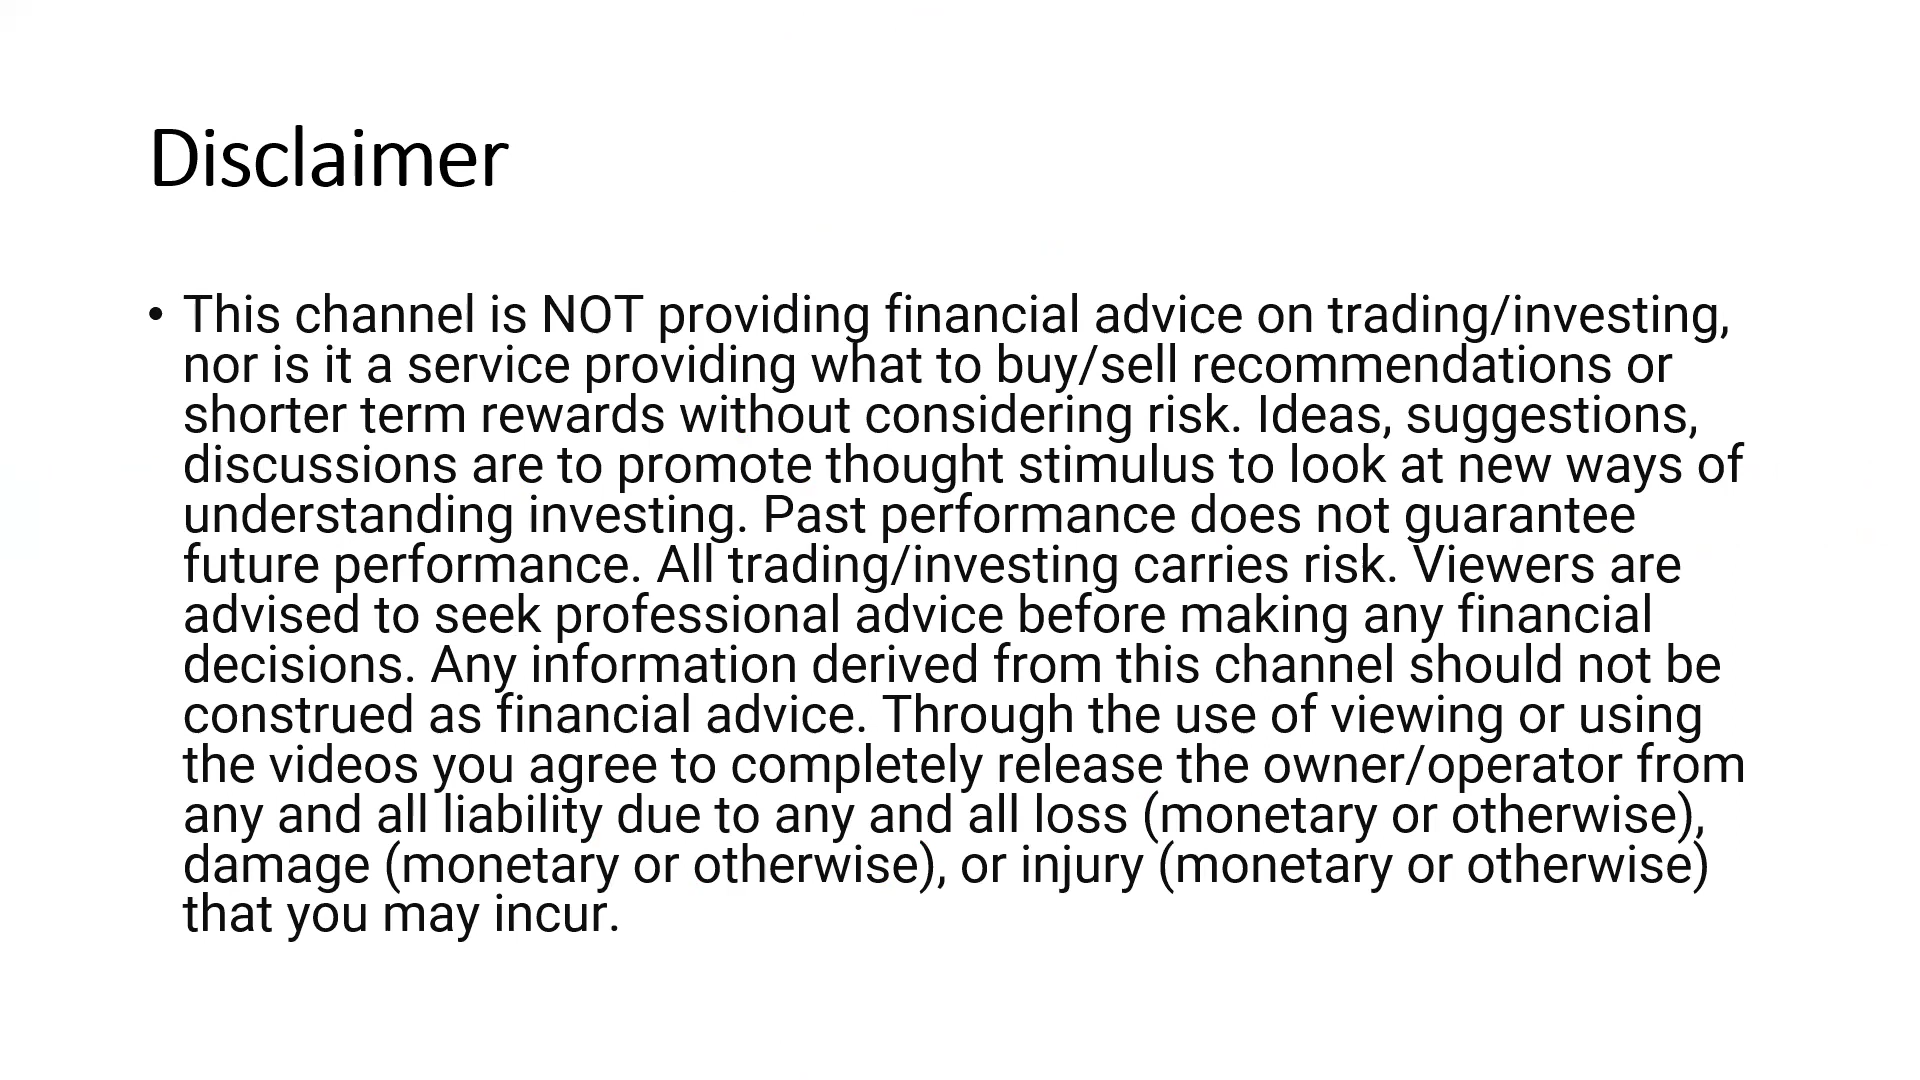 Disclaimer
• This channel is NOT providing financial advice on trading/investing,
nor is it a service providing what to buy/sell recommendations or
shorter term rewards without considering risk. Ideas, suggestions,
discussions are to promote thought stimulus to look at new ways of
understanding investing. Past performance does not guarantee
future performance. All trading/investing carries risk. Viewers are
advised to seek professional advice before making any financial
decisions. Any information derived from this channel should not be
construed as financial advice. Through the use of viewing or using
the videos you agree to completely release the owner/operator from
any and all liability due to any and all loss (monetary or otherwise),
damage (monetary or otherwise), or injury (monetary or otherwise)
that you may incur.